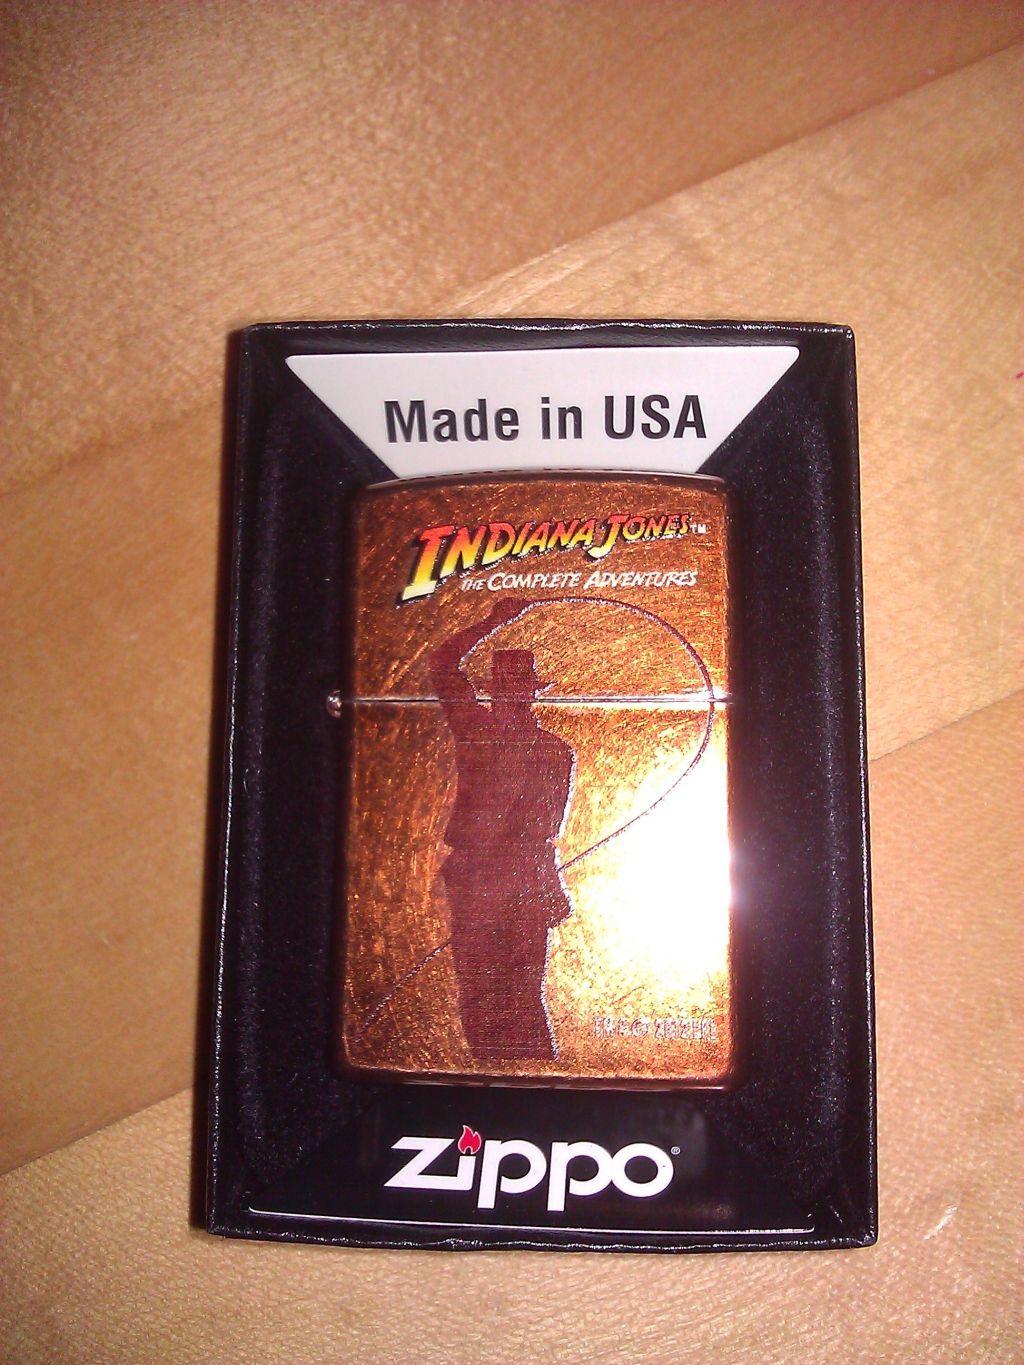 Made in USA
INDIANA JONES™
THE COMPLETE ADVENTURES
zippo®